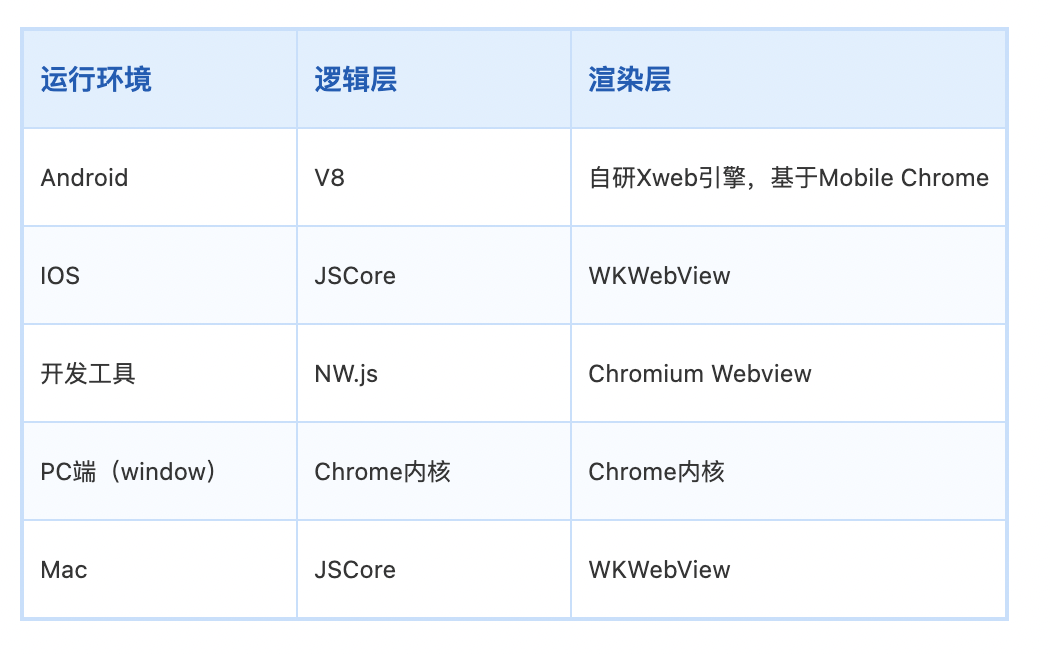 运行环境 逻辑层 渲染层
Android V8 自研Xweb引擎，基于Mobile Chrome
IOS JSCore WKWebView
开发工具 NW.js Chromium Webview
PC端（window） Chrome内核 Chrome内核
Mac JSCore WKWebView